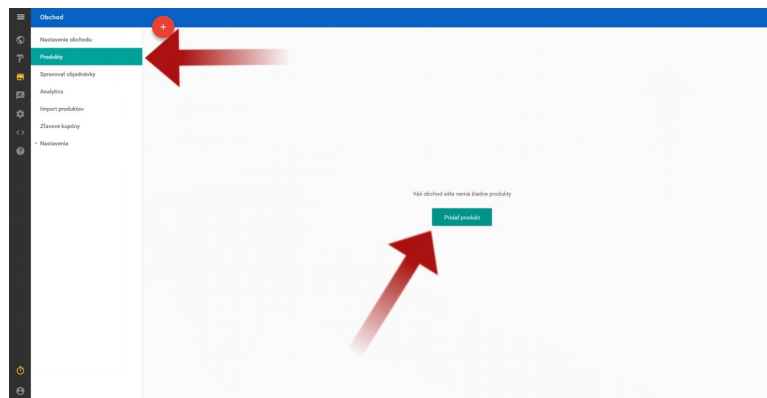 Obchod
Nastavenie obchodu
Produkty
Spravovať objednávky
Analytics
Import produktov
Zľavové kupóny
Nastavenia
Váš obchod ešte nemá žiadne produkty
Pridať produkt